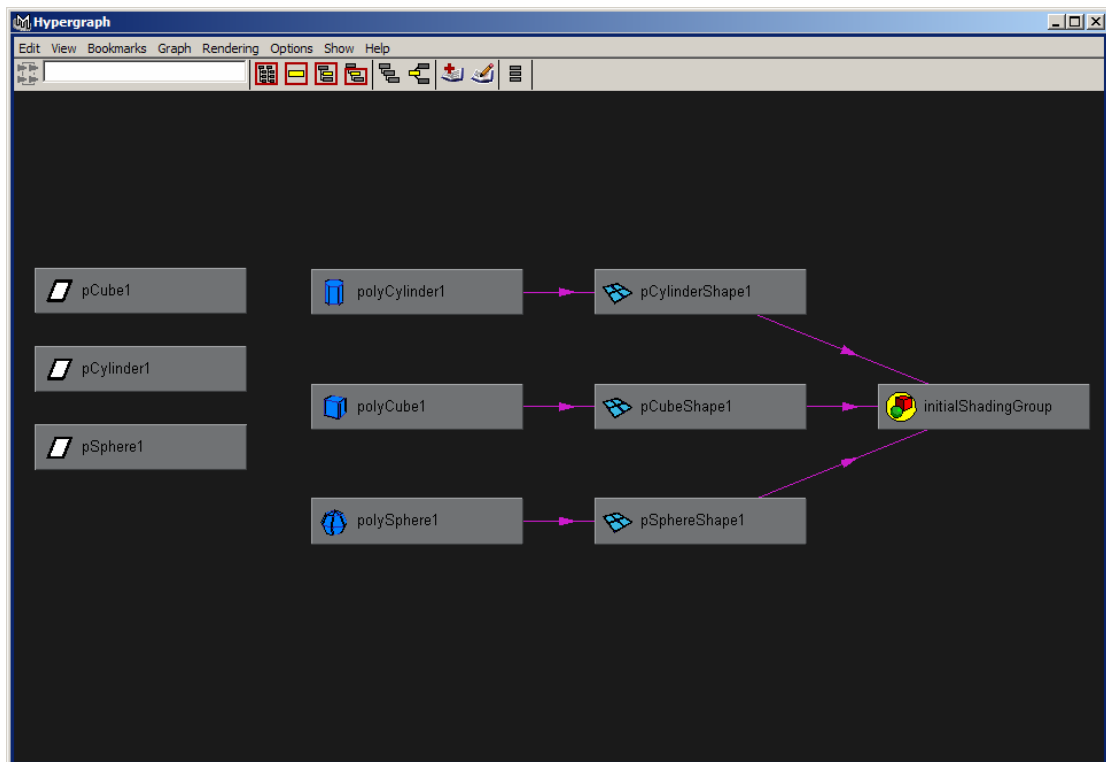 Hypergraph
Edit View Bookmarks Graph Rendering Options Show Help
pCube1
polyCylinder1
pCylinderShape1
pCylinder1
polyCube1
pCubeShape1
initialShadingGroup
pSphere1
polySphere1
pSphereShape1